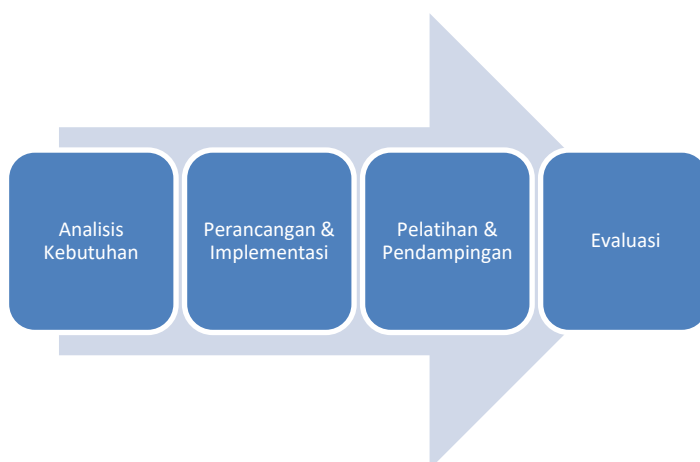 Analisis
Kebutuhan
Perancangan &
Implementasi
Pelatihan &
Pendampingan
Evaluasi